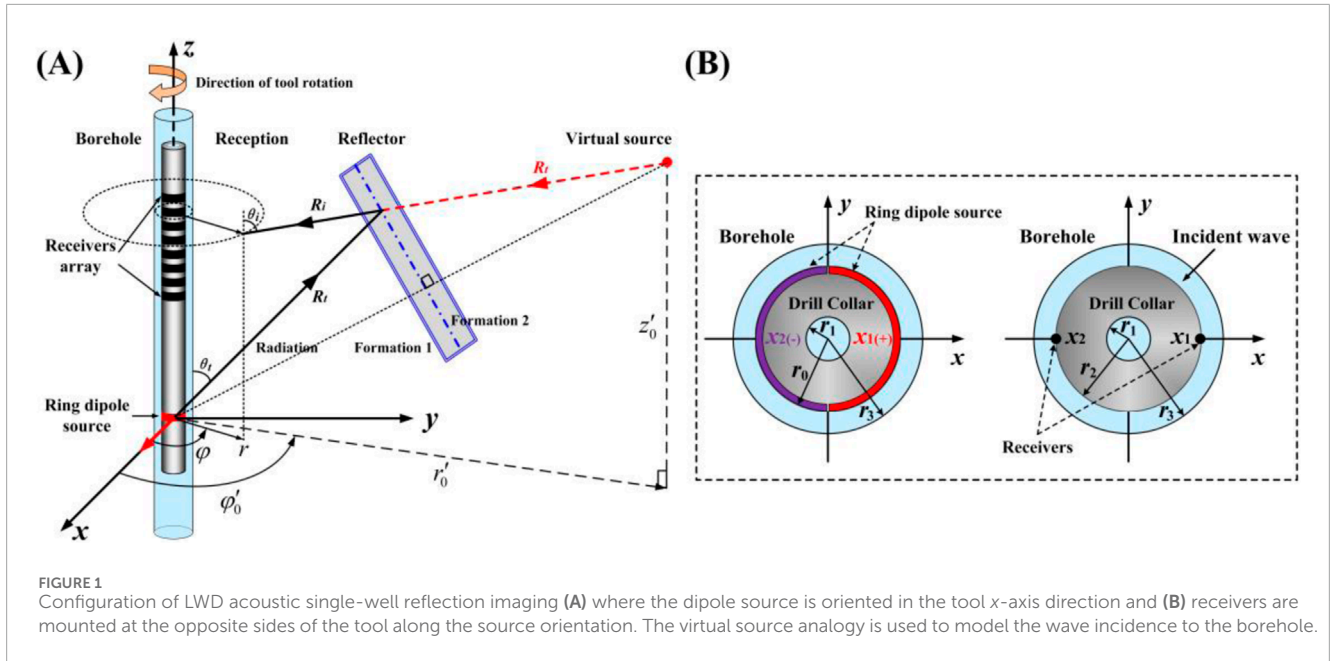 (A)
z
Direction of tool rotation
Borehole
Reception
Reflector
Virtual source
Rt
θi
Ri
Receivers
array
Rt
Formation 2
Formation 1
Radiation
θt
Ring dipole
source
y
φ
r
r′0
φ′0
z′0
x
(B)
y
Ring dipole source
Borehole
Drill Collar
r1
x2(-)
x1(+)
r0
r3
x
y
Borehole
Incident wave
Drill Collar
r1
x2
x1
r2
r3
x
Receivers
FIGURE 1
Configuration of LWD acoustic single-well reflection imaging (A) where the dipole source is oriented in the tool x-axis direction and (B) receivers are
mounted at the opposite sides of the tool along the source orientation. The virtual source analogy is used to model the wave incidence to the borehole.